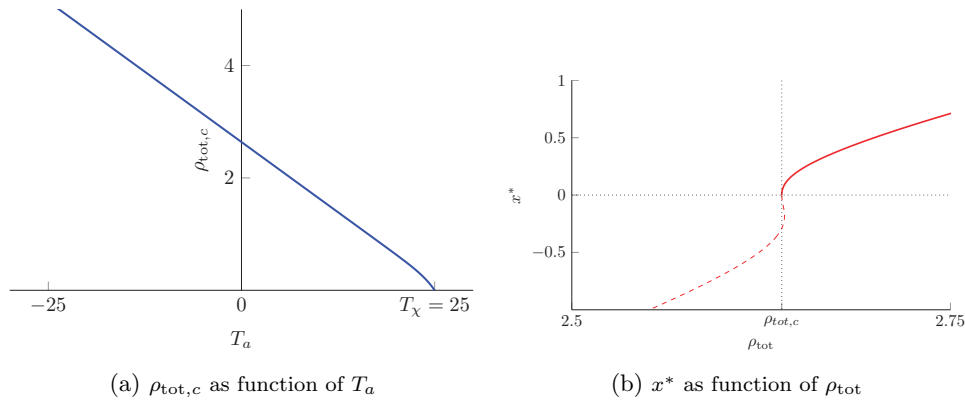 4
2
ρtot,c
−25
0
Tχ = 25
Ta
(a) ρtot,c as function of Ta
1
0.5
0
−0.5
x*
2.5
ρtot,c
2.75
ρtot
(b) x* as function of ρtot